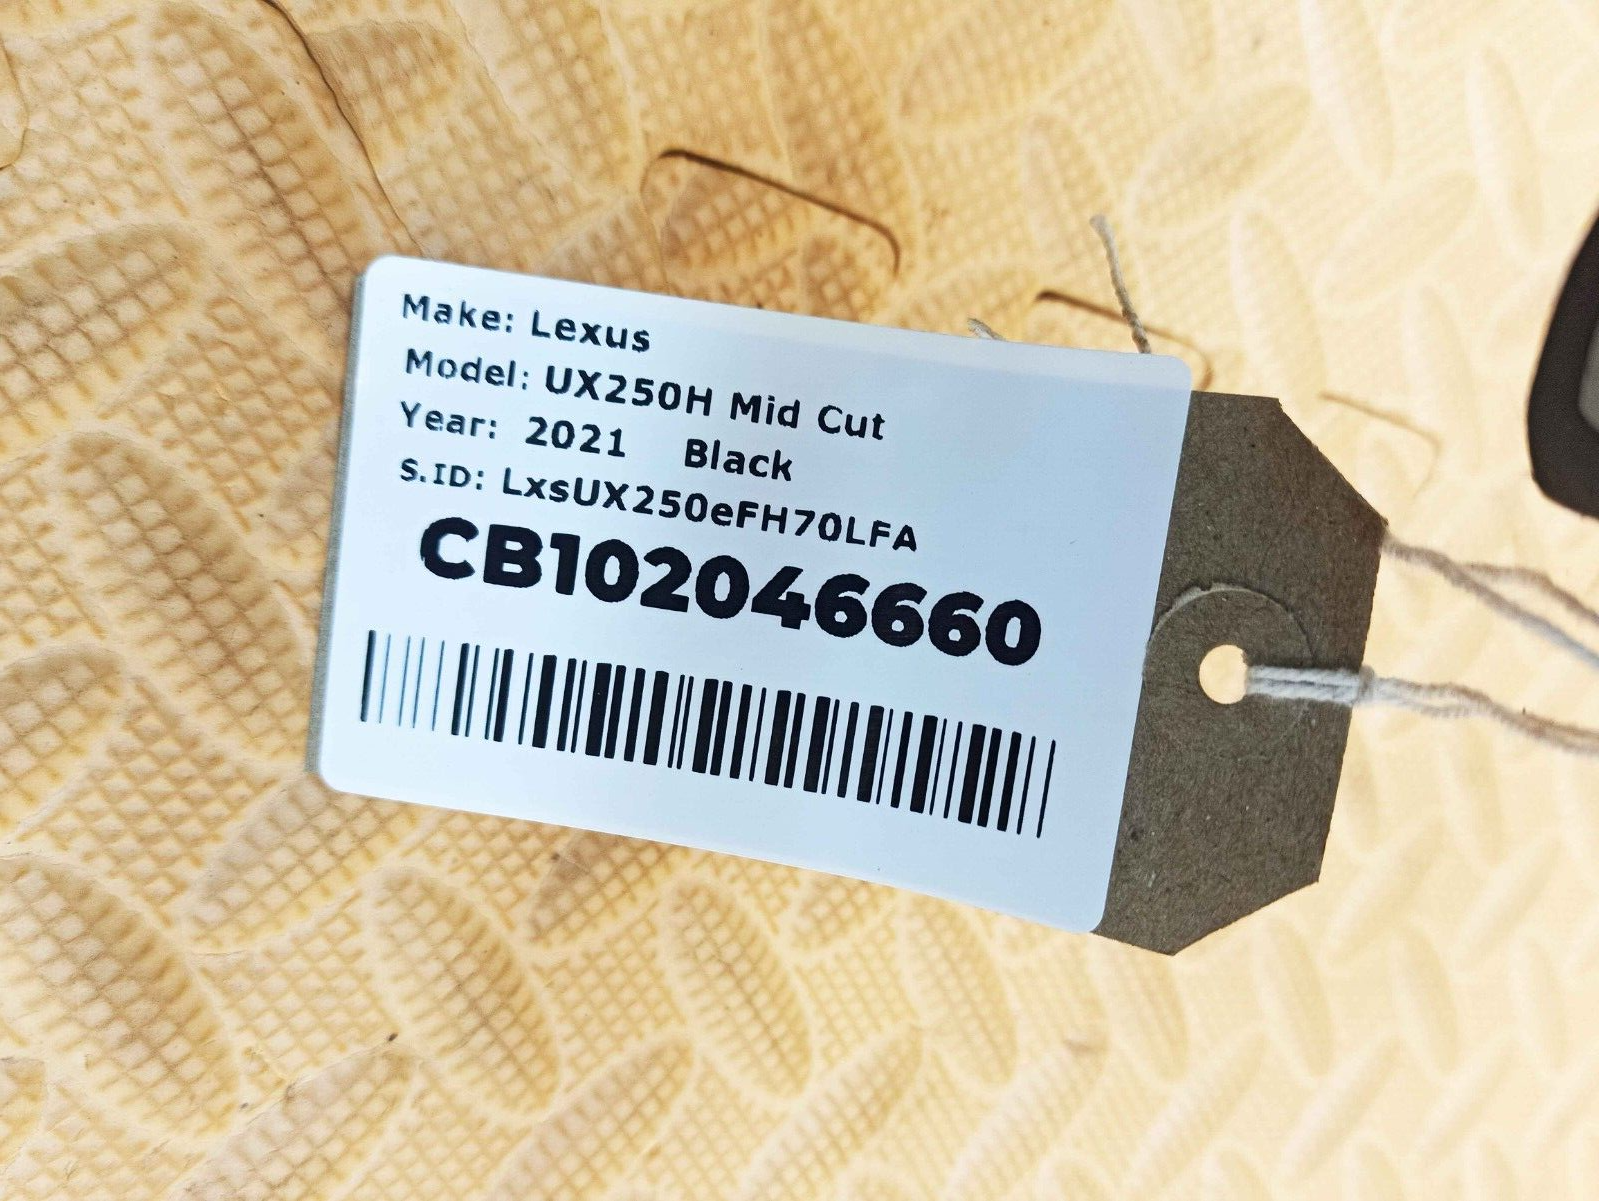 Make: Lexus
Model: UX250H Mid Cut
Year: 2021 Black
S.ID: LxsUX250eFH70LFA
CB102046660